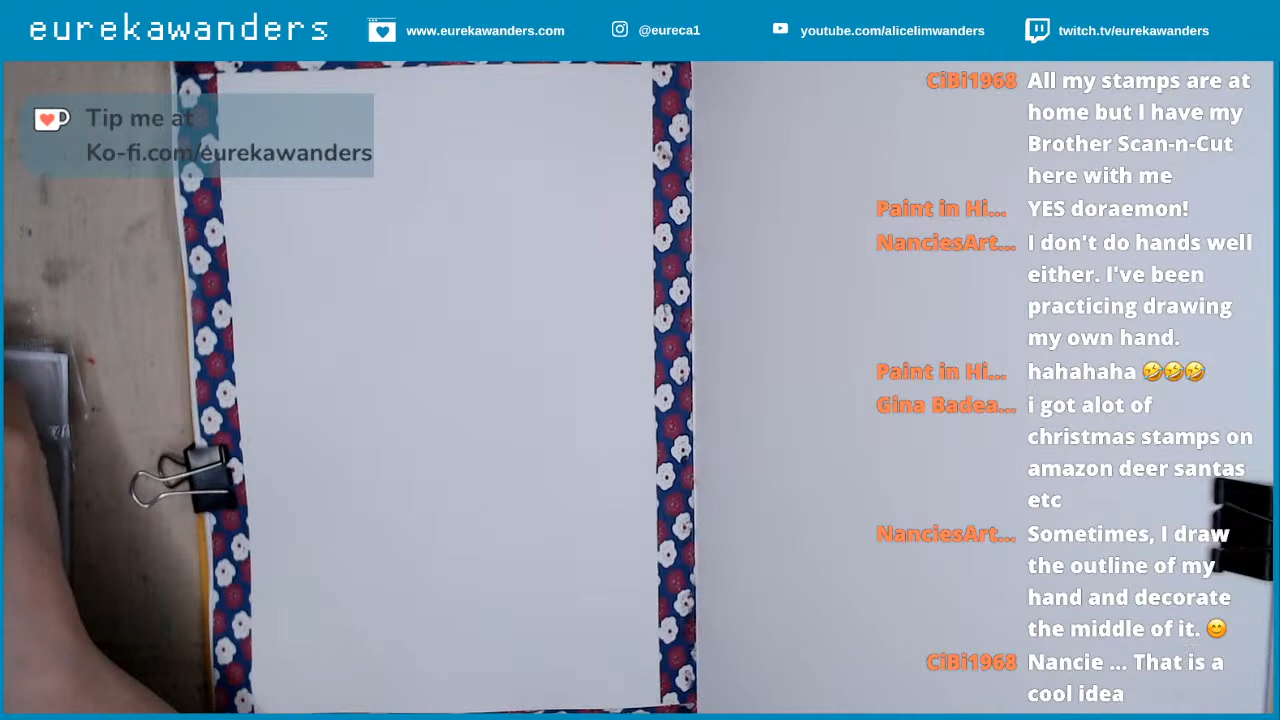 eurekawanders
www.eurekawanders.com
@eureca1
youtube.com/alicelimwanders
twitch.tv/eurekawanders
Tip me at
Ko-fi.com/eurekawanders
CiBi1968 All my stamps are at
home but I have my
Brother Scan-n-Cut
here with me
Paint in Hi... YES doraemon!
NanciesArt... I don't do hands well
either. I've been
practicing drawing
my own hand.
Paint in Hi... hahahaha 🤣🤣🤣
Gina Badea... i got alot of
christmas stamps on
amazon deer santas
etc
NanciesArt... Sometimes, I draw
the outline of my
hand and decorate
the middle of it. 😊
CiBi1968 Nancie ... That is a
cool idea